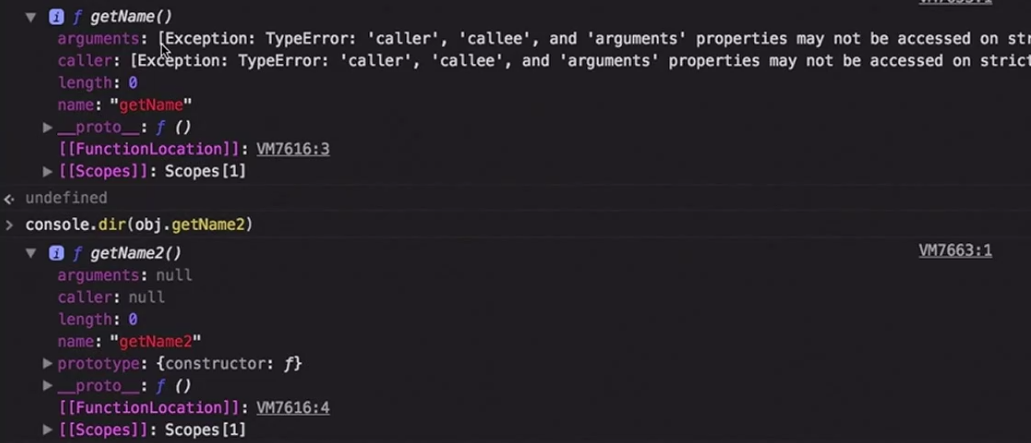 ƒ getName()
arguments: [Exception: TypeError: 'caller', 'callee', and 'arguments' properties may not be accessed on str
caller: [Exception: TypeError: 'caller', 'callee', and 'arguments' properties may not be accessed on strict
length: 0
name: "getName"
__proto__: ƒ ()
[[FunctionLocation]]: VM7616:3
[[Scopes]]: Scopes[1]
undefined
console.dir(obj.getName2)
VM7663:1
ƒ getName2()
arguments: null
caller: null
length: 0
name: "getName2"
prototype: {constructor: ƒ}
__proto__: ƒ ()
[[FunctionLocation]]: VM7616:4
[[Scopes]]: Scopes[1]